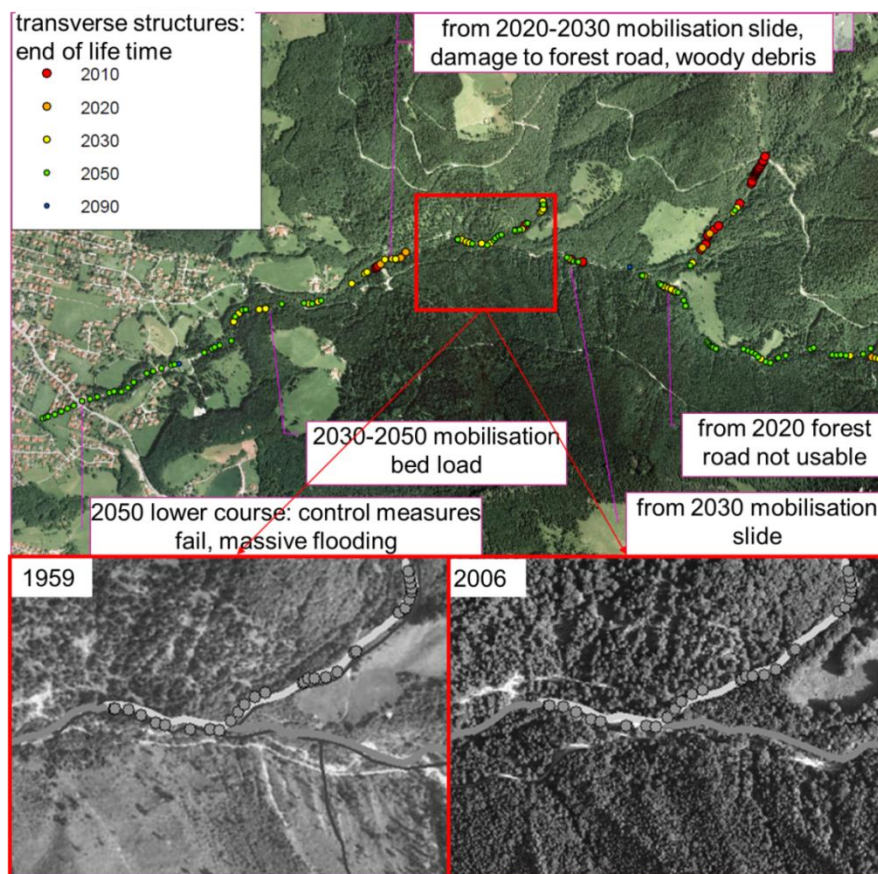 transverse structures:
end of life time
2010
2020
2030
2050
2090
from 2020-2030 mobilisation slide,
damage to forest road, woody debris
2030-2050 mobilisation
bed load
from 2020 forest
road not usable
2050 lower course: control measures
fail, massive flooding
from 2030 mobilisation
slide
1959
2006